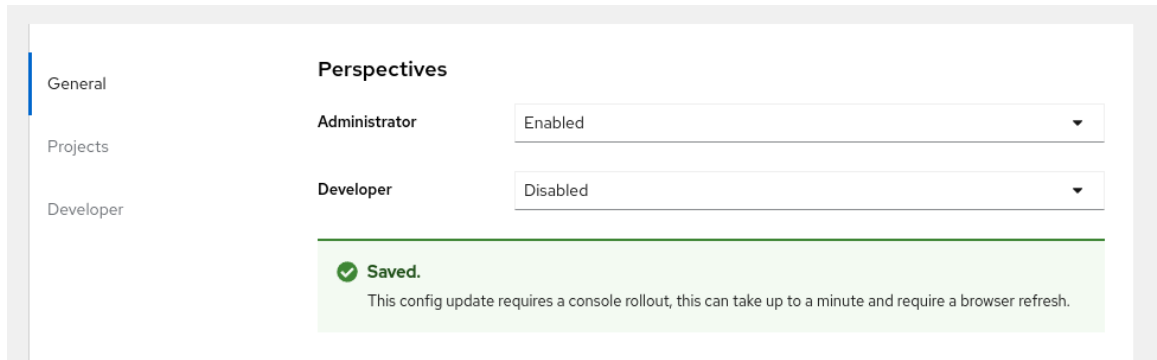 General
Projects
Developer
Perspectives
Administrator
Enabled
Developer
Disabled
Saved.
This config update requires a console rollout, this can take up to a minute and require a browser refresh.